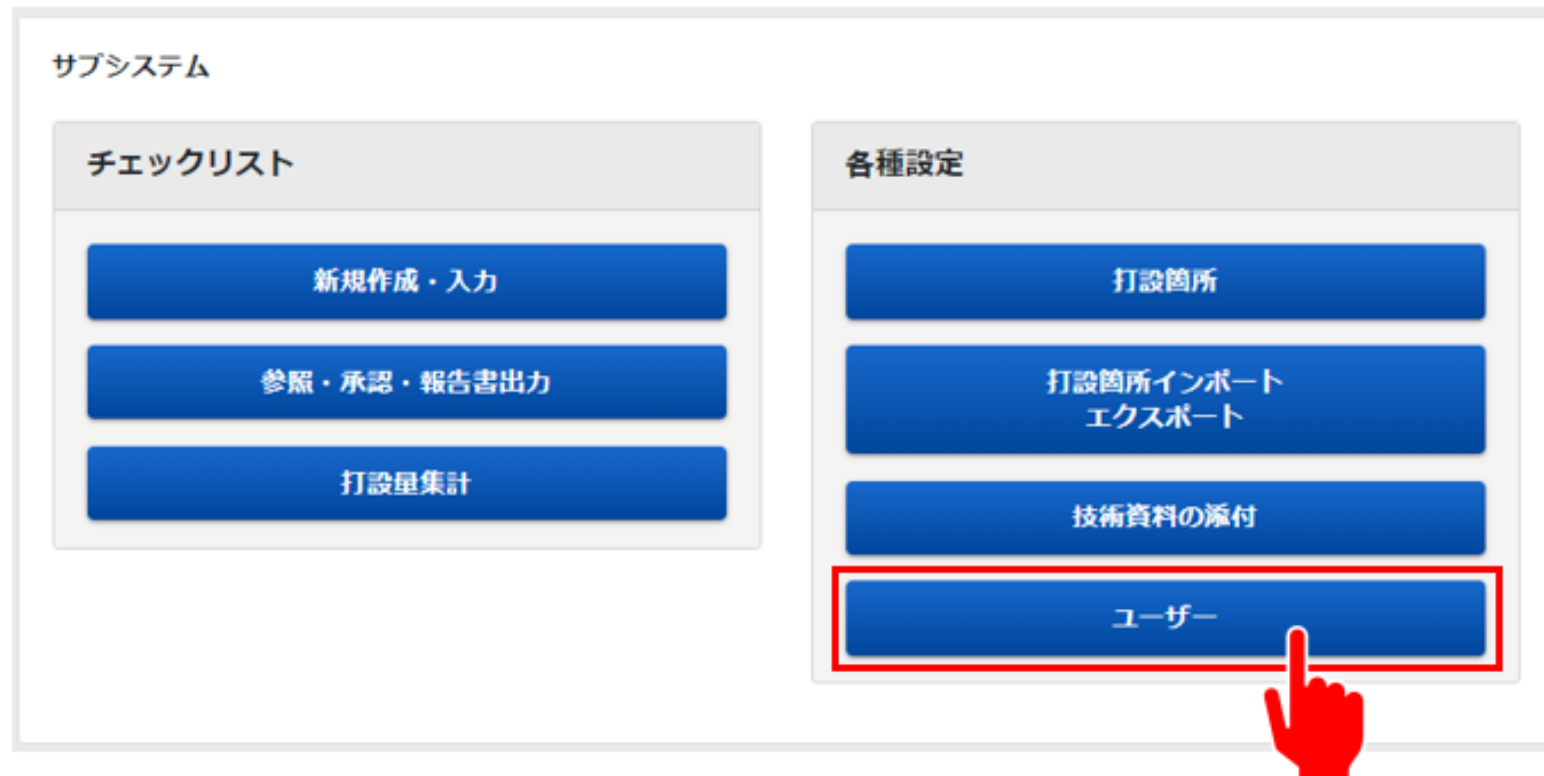 サブシステム
チェックリスト
新規作成・入力
参照・承認・報告書出力
打設量集計
各種設定
打設箇所
打設箇所インポート
エクスポート
技術資料の添付
ユーザー